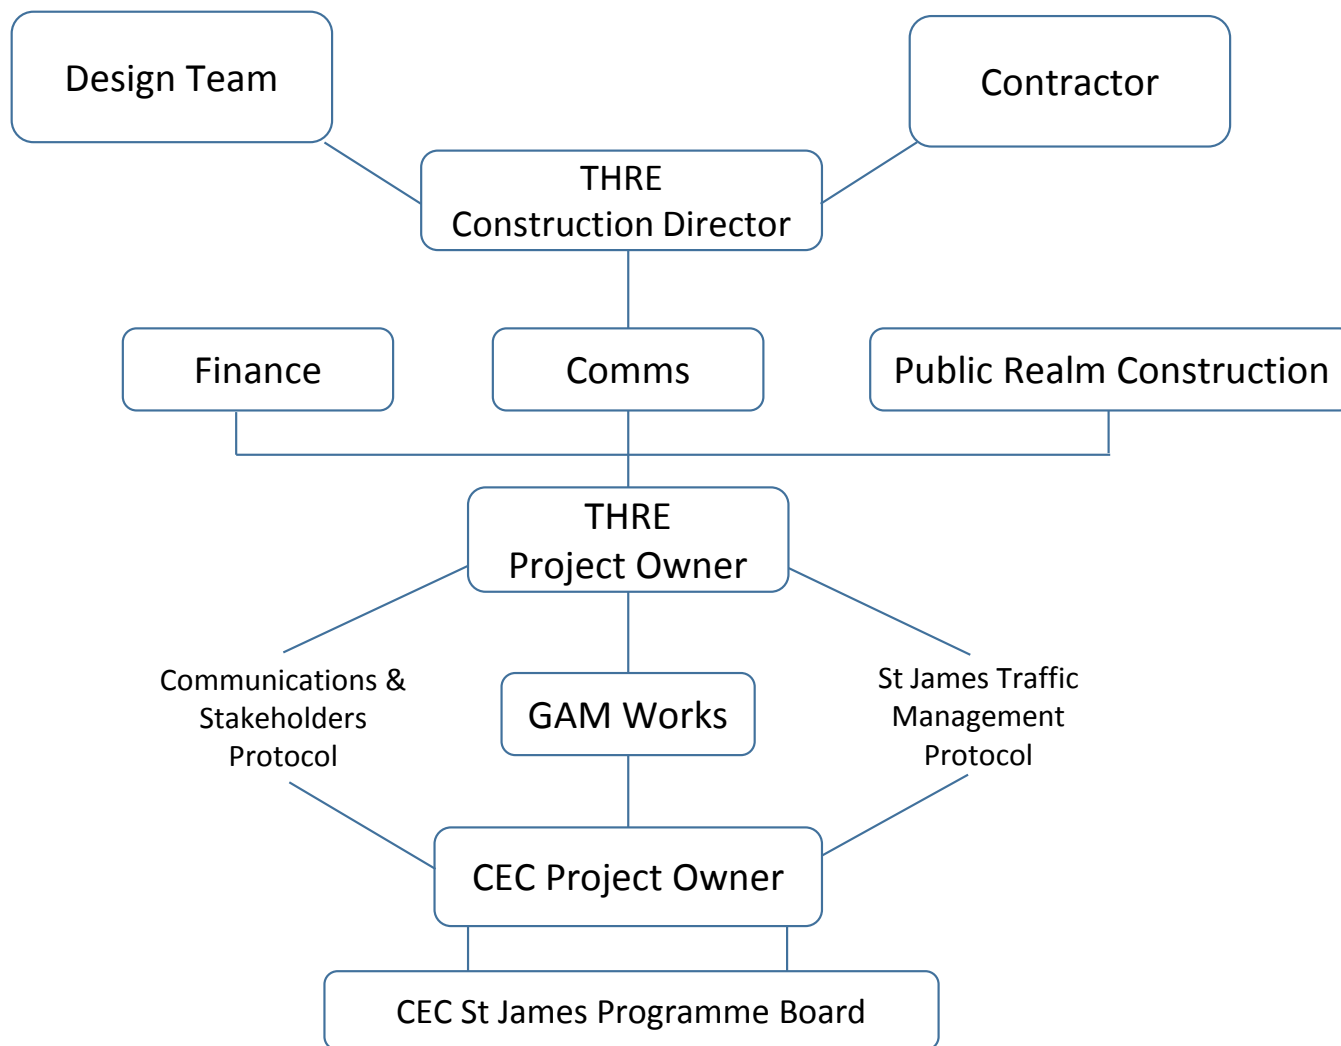 Design Team
Contractor
THRE
Construction Director
Finance
Comms
Public Realm Construction
THRE
Project Owner
Communications &
Stakeholders
Protocol
GAM Works
St James Traffic
Management
Protocol
CEC Project Owner
CEC St James Programme Board